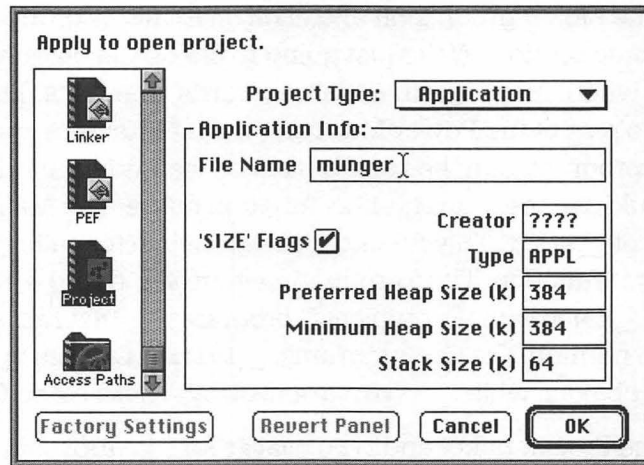 Apply to open project.
Linker
PEF
Project
Access Paths
Project Type: Application
Application Info:
File Name munger
'SIZE' Flags
Creator ????
Type APPL
Preferred Heap Size (k) 384
Minimum Heap Size (k) 384
Stack Size (k) 64
Factory Settings
Revert Panel
Cancel
OK